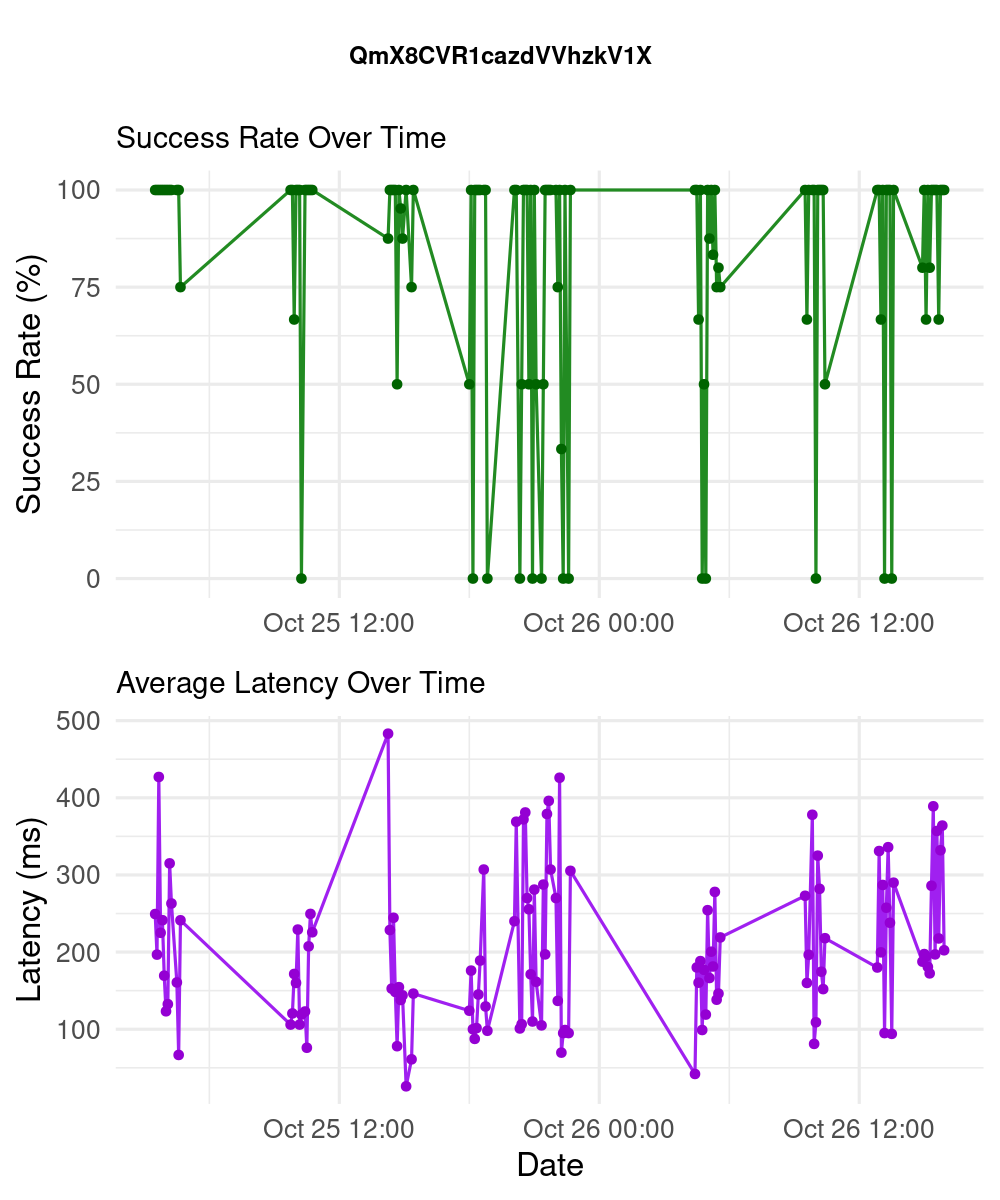 QmX8CVR1cazdVVhzkV1X
Success Rate Over Time
Success Rate (%)
100
75
50
25
0
Oct 25 12:00 Oct 26 00:00 Oct 26 12:00
Average Latency Over Time
Latency (ms)
500
400
300
200
100
Oct 25 12:00 Oct 26 00:00 Oct 26 12:00
Date